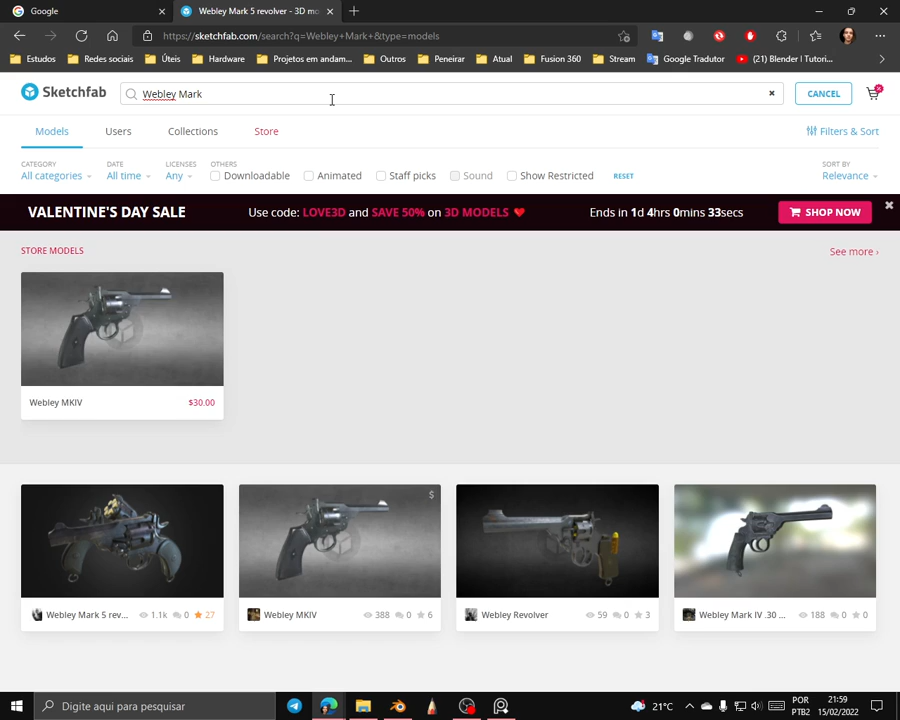 Google
Webley Mark 5 revolver - 3D mo
https://sketchfab.com/search?q=Webley+Mark+&type=models
Estudos
Redes sociais
Úteis
Hardware
Projetos em andam...
Outros
Peneirar
Atual
Fusion 360
Stream
Google Tradutor
(21) Blender | Tutori...
Sketchfab
Webley Mark
CANCEL
Models
Users
Collections
Store
Filters & Sort
CATEGORY
All categories
DATE
All time
LICENSES
Any
OTHERS
Downloadable
Animated
Staff picks
Sound
Show Restricted
RESET
SORT BY
Relevance
VALENTINE'S DAY SALE
Use code: LOVE3D and SAVE 50% on 3D MODELS
Ends in 1d 4hrs 0mins 33secs
SHOP NOW
STORE MODELS
See more ›
Webley MKIV
$30.00
$
Webley Mark 5 rev...
1.1k
0
27
Webley MKIV
388
0
6
Webley Revolver
59
0
3
Webley Mark IV .30 ...
188
0
0
Digite aqui para pesquisar
21°C
POR
PTB2
21:59
15/02/2022